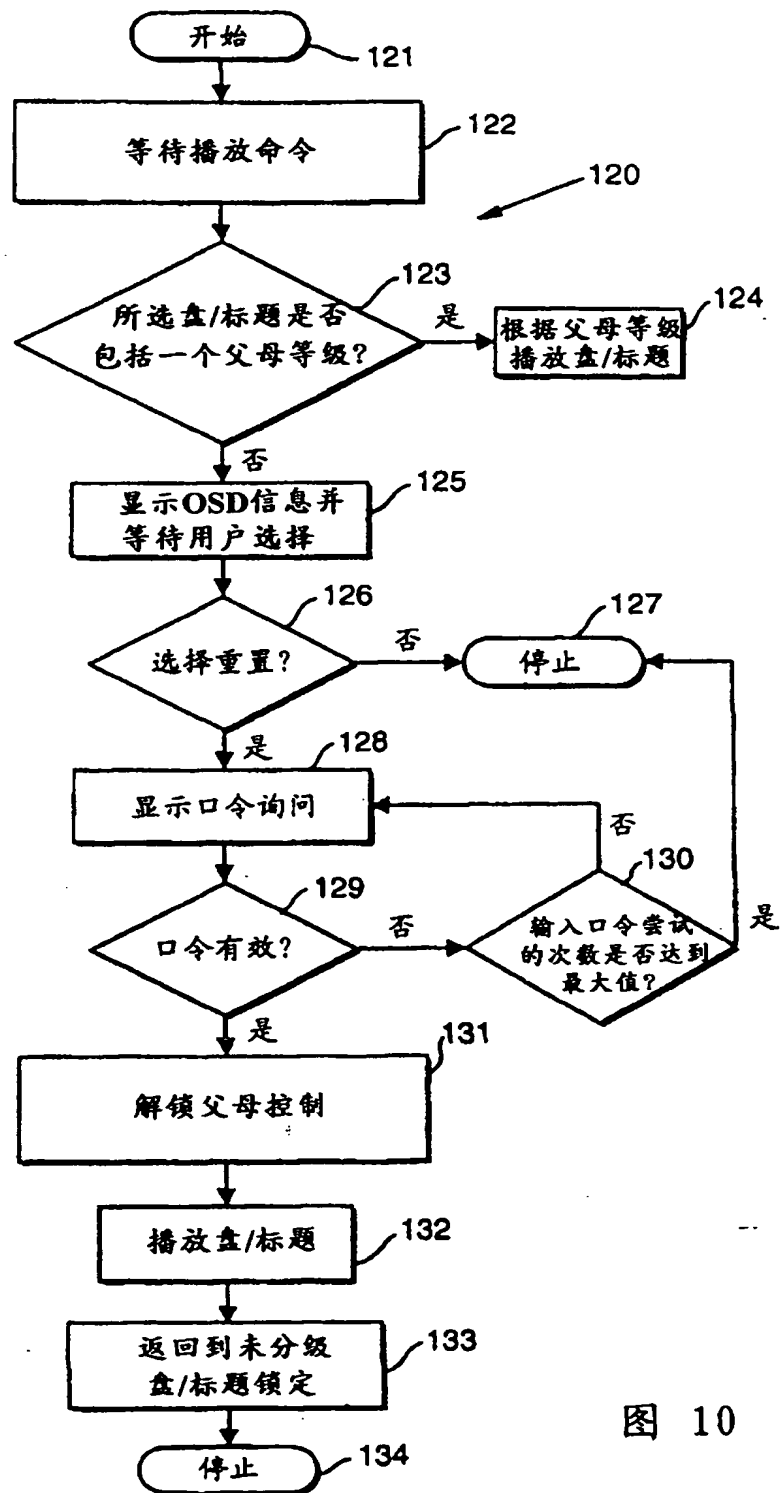 开始
121
等待播放命令
122
120
所选盘/标题是否
包括一个父母等级?
123
是
根据父母等级
播放盘/标题
124
否
显示OSD信息并
等待用户选择
125
选择重置?
126
否
停止
127
是
显示口令询问
128
否
口令有效?
129
否
输入口令尝试
的次数是否达到
最大值?
130
是
是
解锁父母控制
131
播放盘/标题
132
返回到未分级
盘/标题锁定
133
停止
134
图 10